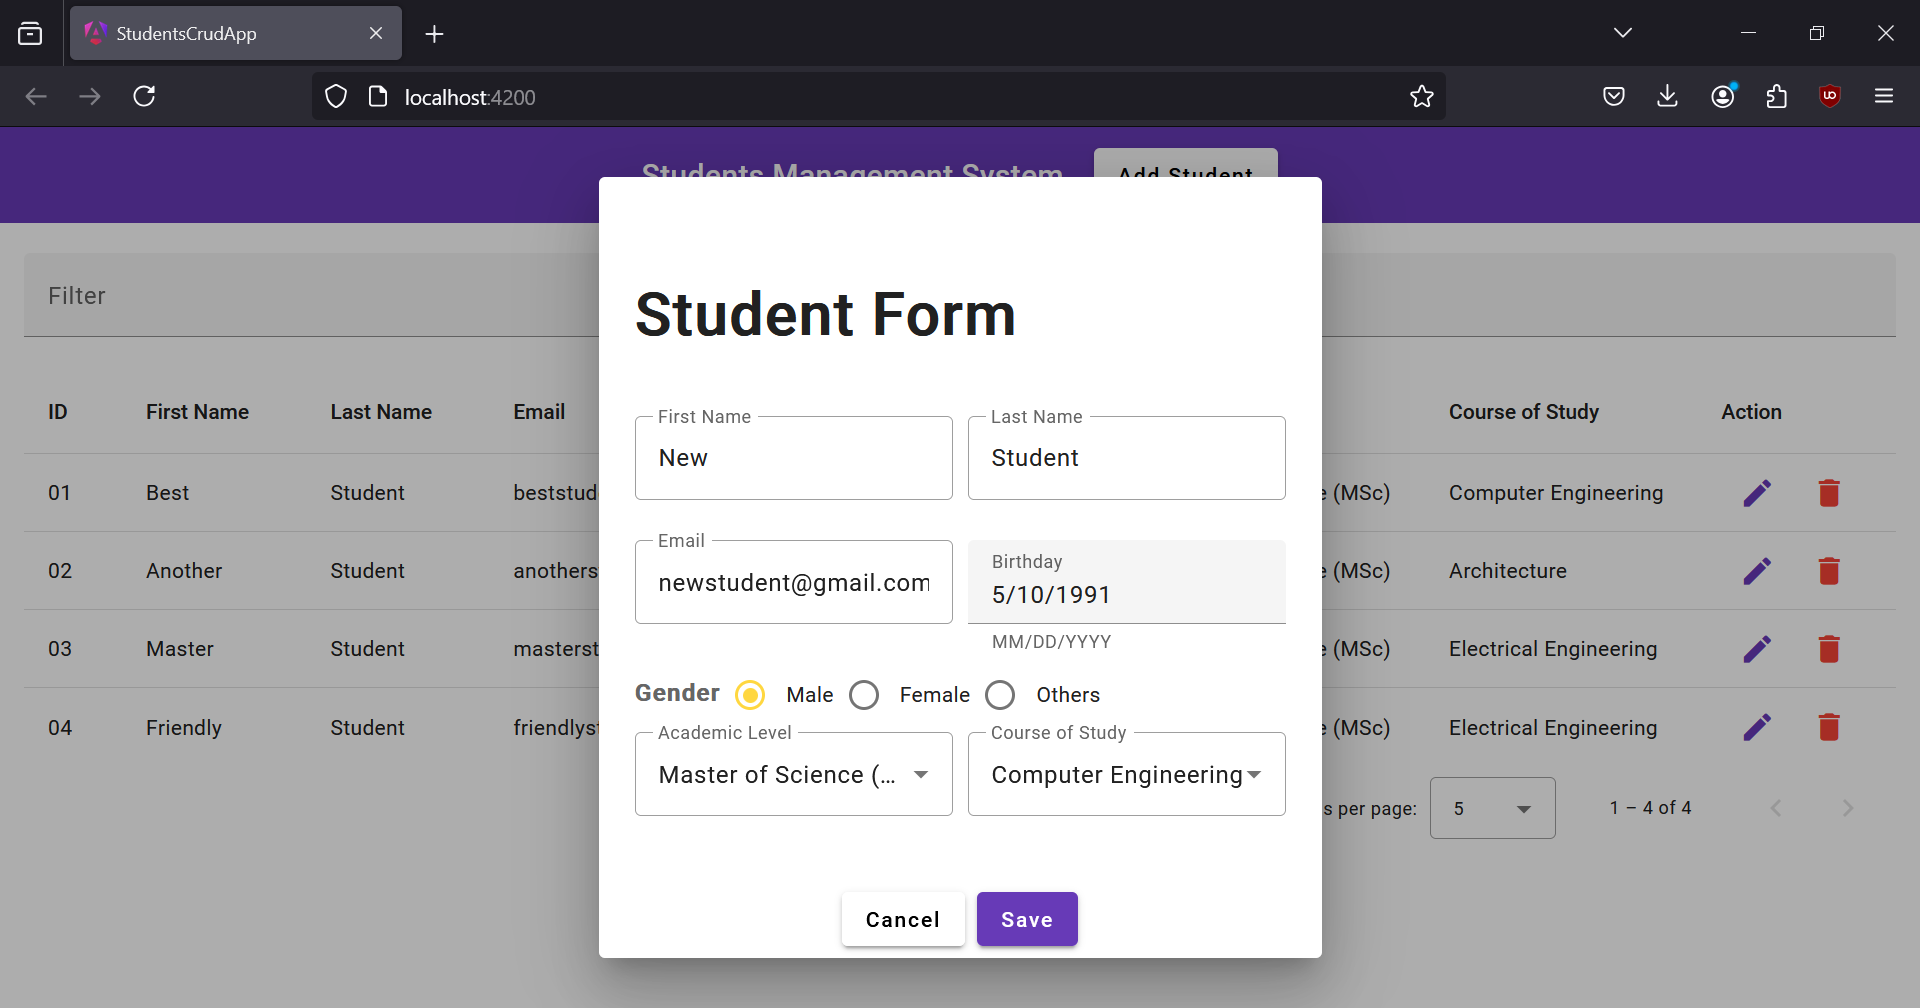 StudentsCrudApp
localhost:4200
Students Management System Add Student
Filter
ID First Name Last Name Email Course of Study Action
01 Best Student beststud (MSc) Computer Engineering
02 Another Student anothers (MSc) Architecture
03 Master Student masterst (MSc) Electrical Engineering
04 Friendly Student friendlyst (MSc) Electrical Engineering
s per page: 5 1 – 4 of 4
Student Form
First Name
New
Last Name
Student
Email
newstudent@gmail.com
Birthday
5/10/1991
MM/DD/YYYY
Gender Male Female Others
Academic Level
Master of Science (...
Course of Study
Computer Engineering
Cancel Save